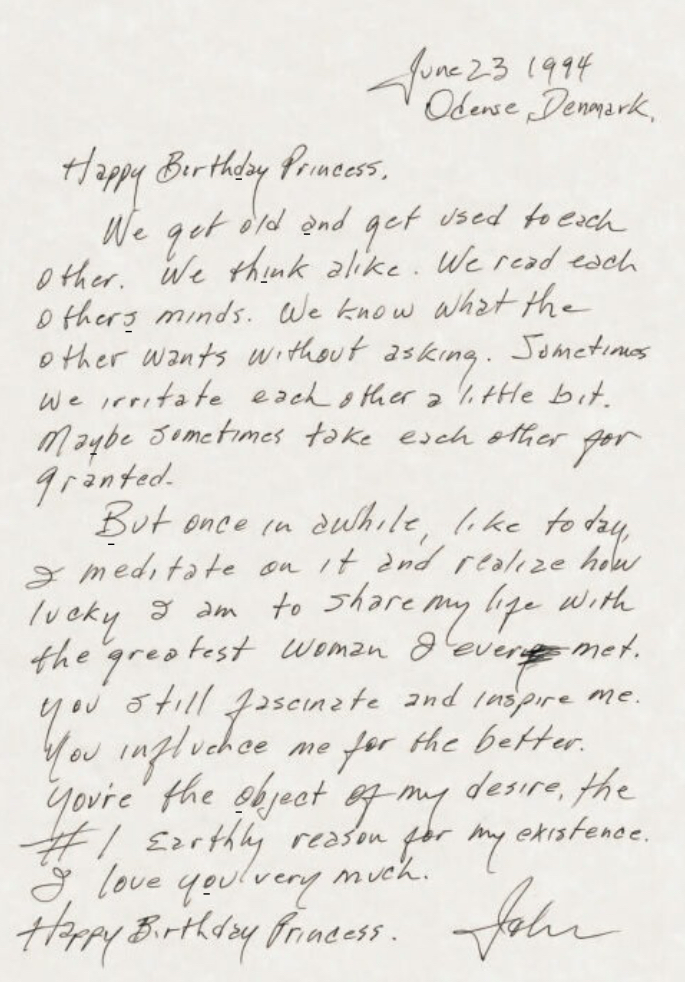 June 23 1994
Odense, Denmark.
Happy Birthday Princess.
We get old and get used to each
other. We think alike. We read each
others minds. We know what the
other wants without asking. Sometimes
we irritate each other a little bit.
Maybe sometimes take each other for
granted.
But once in awhile, like today,
I meditate on it and realize how
lucky I am to share my life with
the greatest woman I ever met.
You still fascinate and inspire me.
You influence me for the better.
You're the object of my desire, the
#1 Earthly reason for my existence.
I love you very much.
Happy Birthday Princess.
John